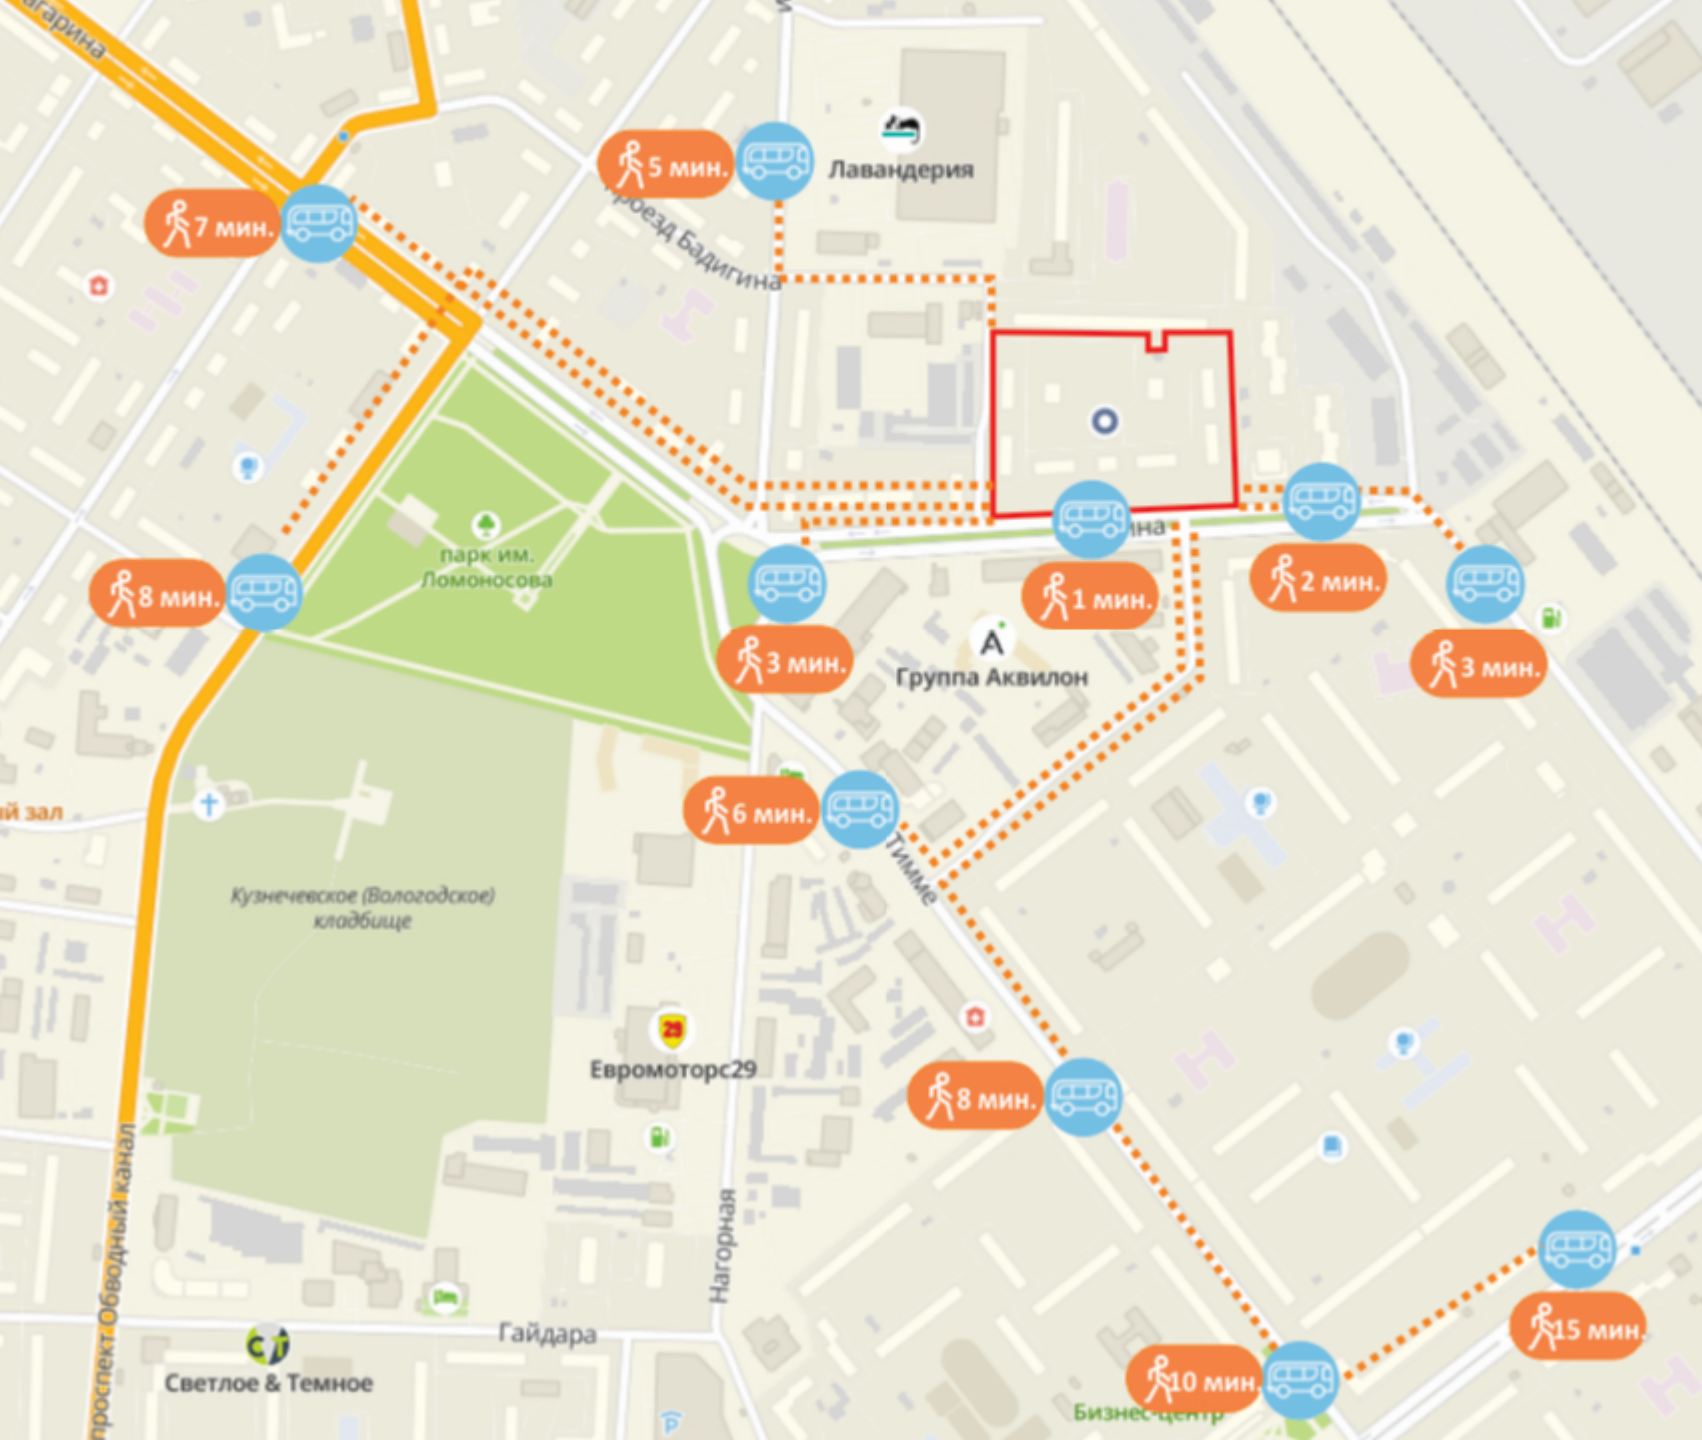 5 мин.
Лавандерия
7 мин.
проезд Бадигина
парк им.
Ломоносова
8 мин.
3 мин.
1 мин.
2 мин.
3 мин.
Группа Аквилон
6 мин.
Тимме
Кузнечевское (Вологодское)
кладбище
29
Евромоторс29
8 мин.
проспект Обводный канал
Нагорная
Гайдара
15 мин.
Светлое & Темное
10 мин.
Бизнес-центр